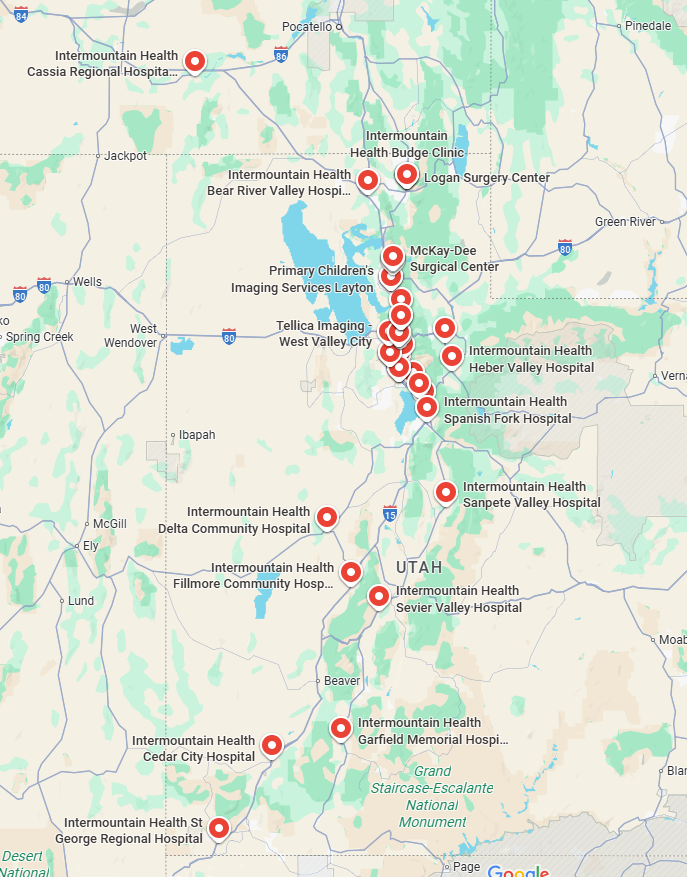 84
Pocatello
Pinedale
Intermountain Health
Cassia Regional Hospita...
86
Intermountain
Health Budge Clinic
Jackpot
Intermountain Health
Bear River Valley Hospi...
Logan Surgery Center
Green River
McKay-Dee
Surgical Center
80
Primary Children's
Imaging Services Layton
80
80
Wells
ko
Spring Creek
West
Wendover
80
Tellica Imaging -
West Valley City
Intermountain Health
Heber Valley Hospital
Verna
Intermountain Health
Spanish Fork Hospital
Ibapah
Intermountain Health
Sanpete Valley Hospital
Intermountain Health
Delta Community Hospital
15
McGill
Ely
Intermountain Health
Fillmore Community Hosp...
UTAH
Lund
Intermountain Health
Sevier Valley Hospital
Moab
Beaver
Intermountain Health
Garfield Memorial Hospi...
Intermountain Health
Cedar City Hospital
Grand
Staircase-Escalante
National
Monument
Blan
Intermountain Health St
George Regional Hospital
Desert
National
Page
Google